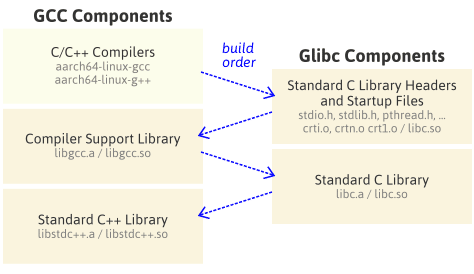 GCC Components
C/C++ Compilers
aarch64-linux-gcc
aarch64-linux-g++
build
order
Glibc Components
Standard C Library Headers
and Startup Files
stdio.h, stdlib.h, pthread.h, ...
crti.o, crtn.o crt1.o / libc.so
Compiler Support Library
libgcc.a / libgcc.so
Standard C Library
libc.a / libc.so
Standard C++ Library
libstdc++.a / libstdc++.so